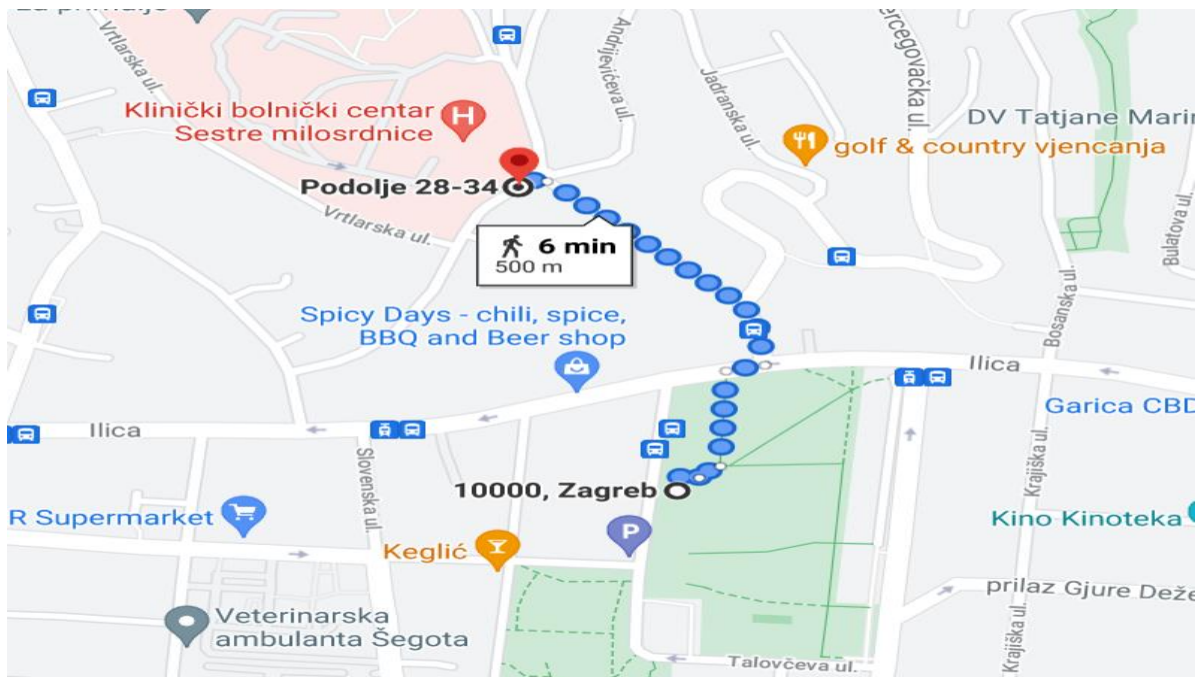 za primalje
Vrtlarska ul.
Andrijevićeva ul.
Hercegovačka ul.
Klinički bolnički centar
Sestre milosrdnice
H
Jadranska ul.
DV Tatjane Marin
golf & country vjencanja
Podolje 28-34
Vrtlarska ul.
Bulatova ul.
6 min
500 m
Bosanska ul.
Spicy Days - chili, spice,
BBQ and Beer shop
Ilica
Ilica
Garica CBD
Slovenska ul.
Krajiška ul.
10000, Zagreb
R Supermarket
P
Kino Kinoteka
Keglić
prilaz Gjure Deže
Veterinarska
ambulanta Šegota
Talovčeva ul.
Krajiška ul.